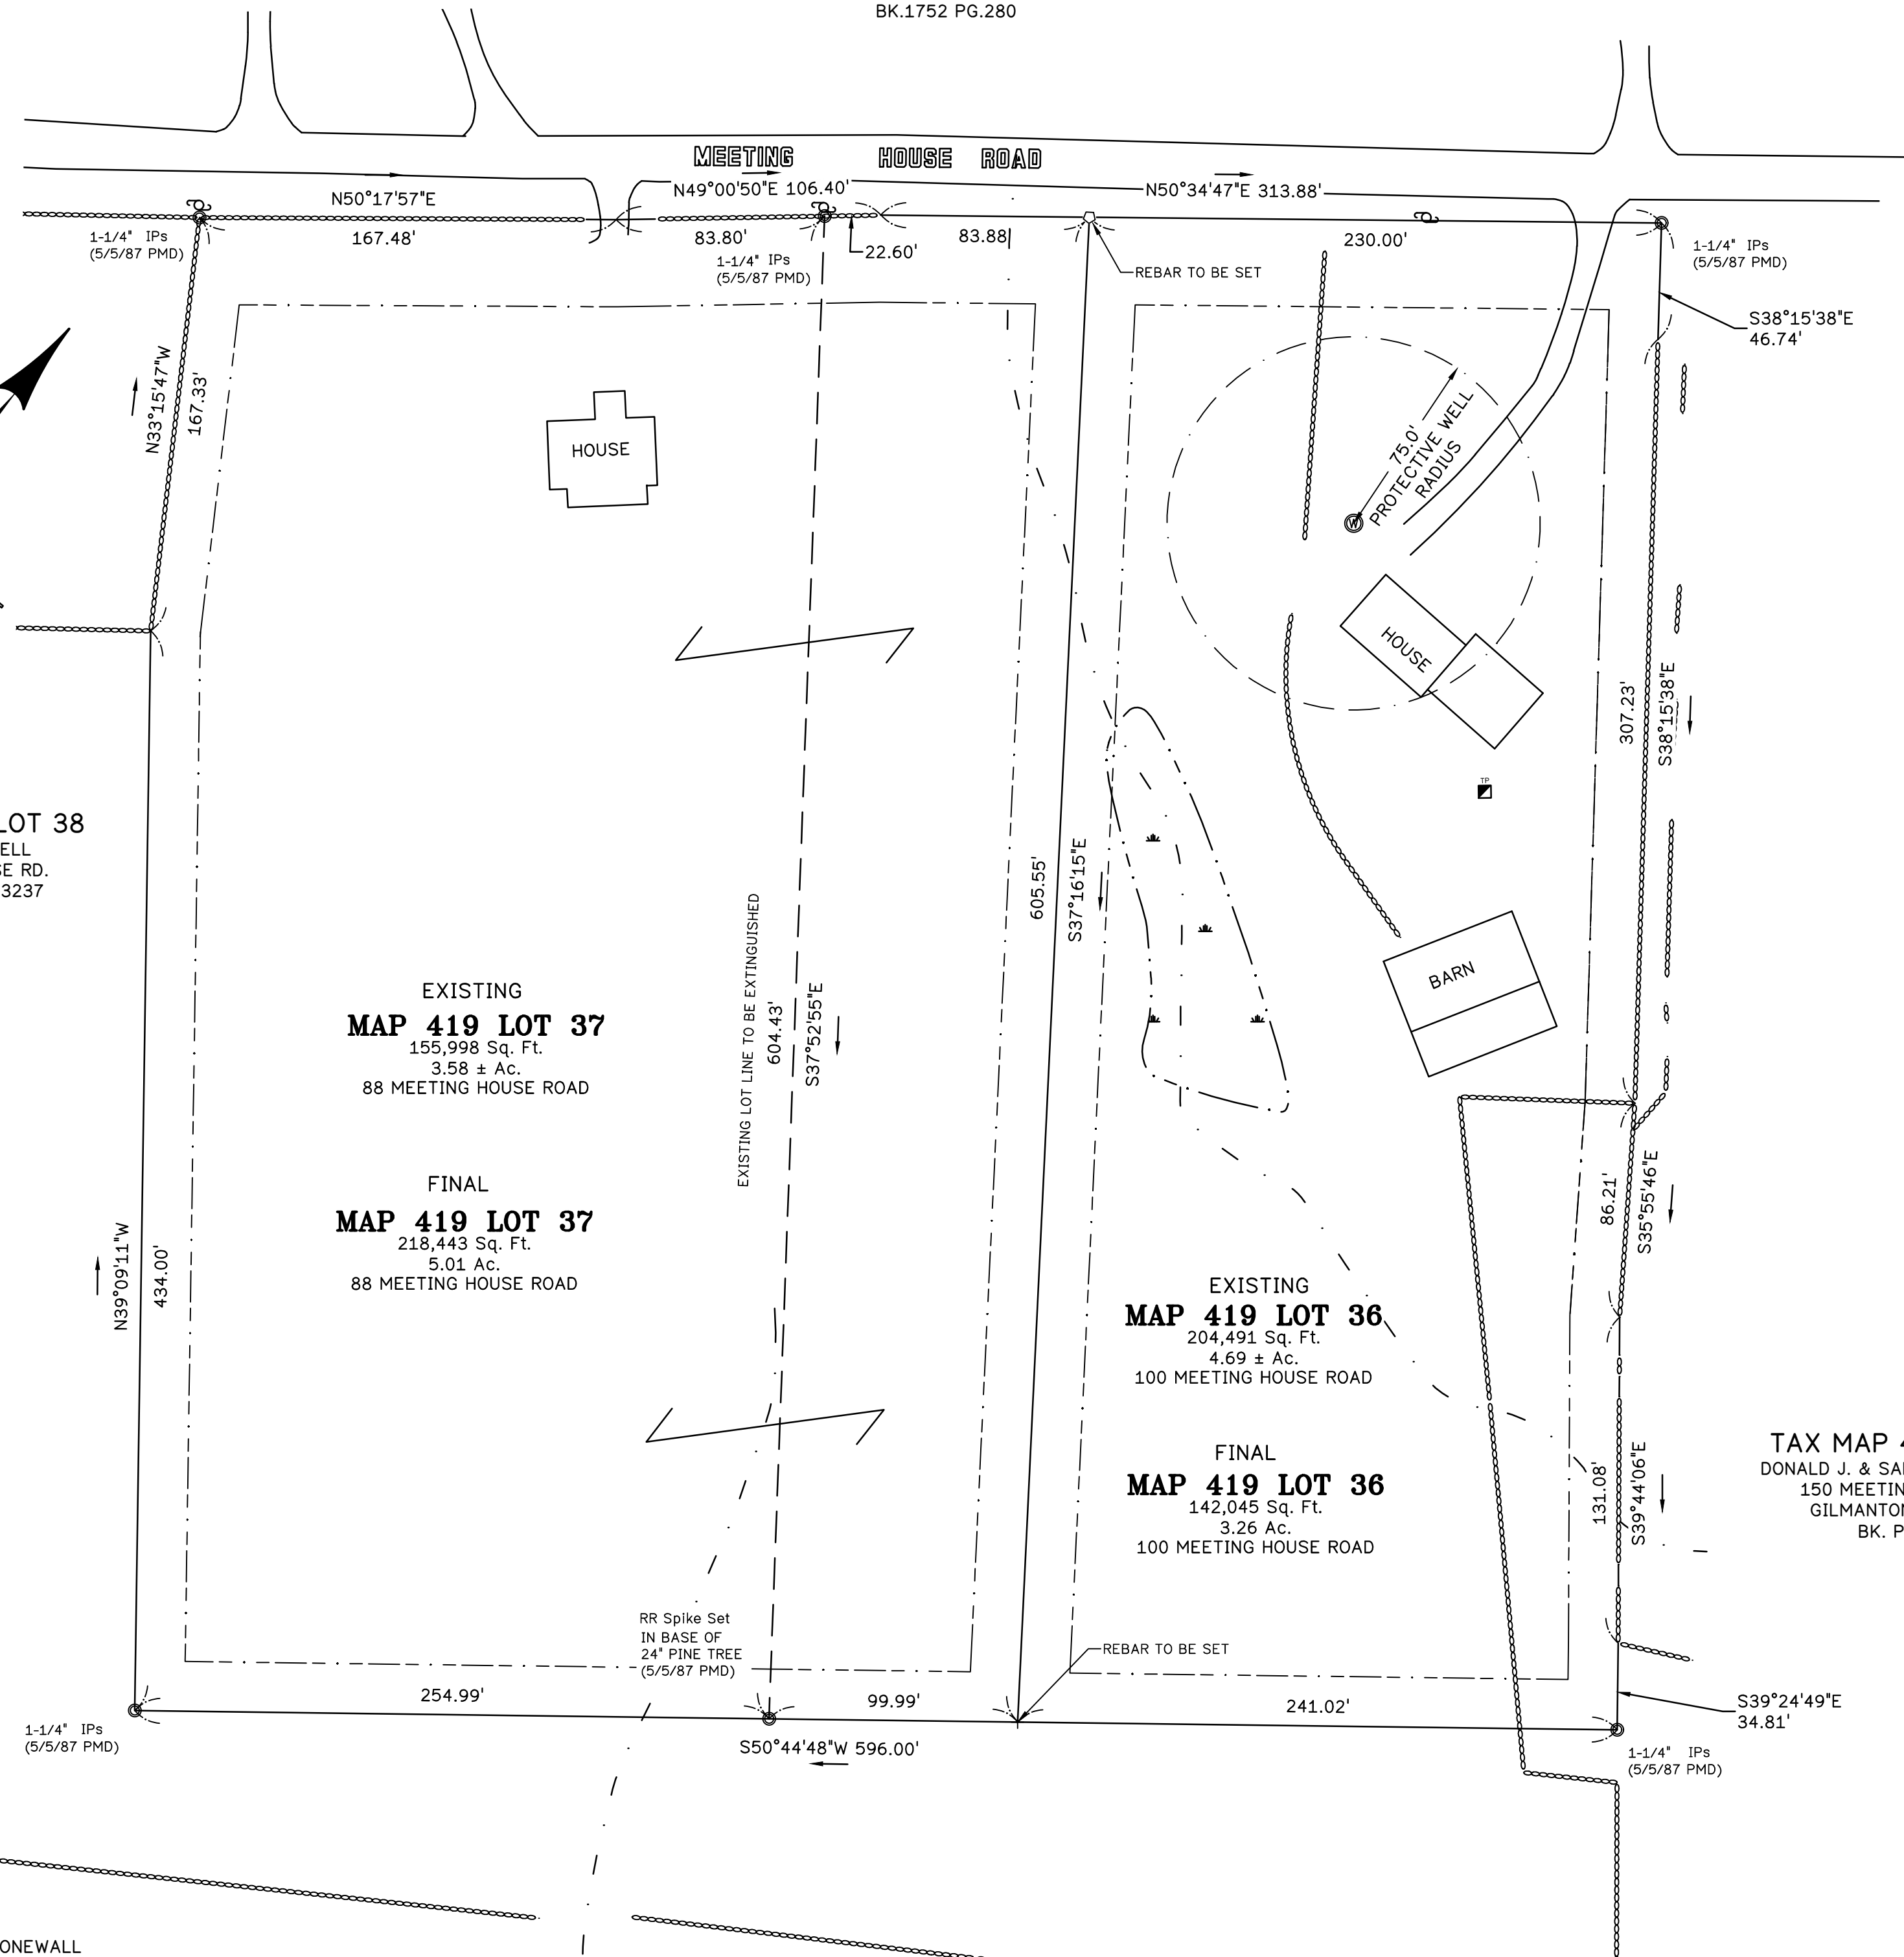 BK.1752 PG.280
MEETING HOUSE ROAD
N50°17'57"E
N49°00'50"E 106.40'
N50°34'47"E 313.88'
1-1/4" IPs
(5/5/87 PMD)
167.48'
83.80'
22.60'
83.88
230.00'
1-1/4" IPs
(5/5/87 PMD)
REBAR TO BE SET
1-1/4" IPs
(5/5/87 PMD)
S38°15'38"E
46.74'
N33°15'47"W
167.33'
HOUSE
75.0'
PROTECTIVE WELL
RADIUS
W
HOUSE
307.23'
S38°15'38"E
TP
LOT 38
ELL
SE RD.
3237
605.55'
S37°16'15"E
EXISTING LOT LINE TO BE EXTINGUISHED
604.43'
S37°52'55"E
BARN
EXISTING
MAP 419 LOT 37
155,998 Sq. Ft.
3.58 ± Ac.
88 MEETING HOUSE ROAD
FINAL
MAP 419 LOT 37
218,443 Sq. Ft.
5.01 Ac.
88 MEETING HOUSE ROAD
86.21'
S35°55'46"E
N39°09'11"W
434.00'
EXISTING
MAP 419 LOT 36
204,491 Sq. Ft.
4.69 ± Ac.
100 MEETING HOUSE ROAD
FINAL
MAP 419 LOT 36
142,045 Sq. Ft.
3.26 Ac.
100 MEETING HOUSE ROAD
131.08'
S39°44'06"E
TAX MAP 4
DONALD J. & SA
150 MEETIN
GILMANTO
BK. P
RR Spike Set
IN BASE OF
24" PINE TREE
(5/5/87 PMD)
REBAR TO BE SET
254.99'
99.99'
241.02'
S39°24'49"E
34.81'
1-1/4" IPs
(5/5/87 PMD)
S50°44'48"W 596.00'
1-1/4" IPs
(5/5/87 PMD)
ONEWALL